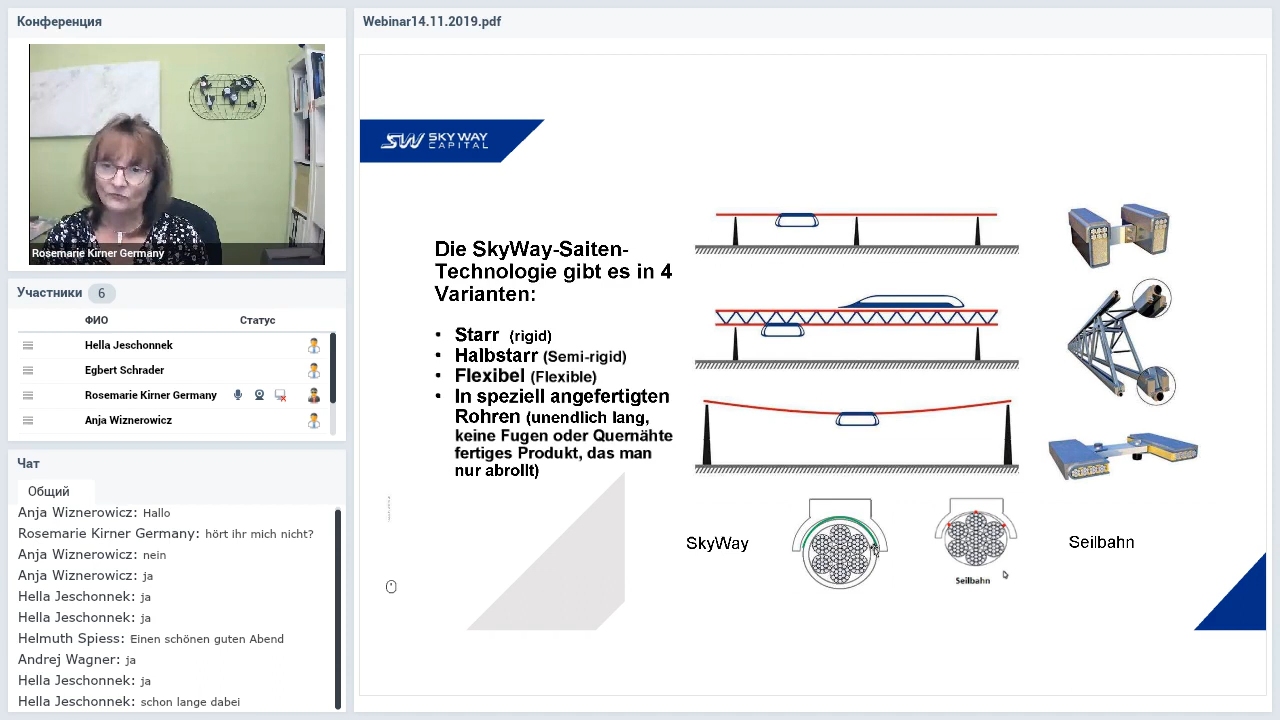 Конференция
Rosemarie Kirner Germany
Участники 6
ФИО Статус
Hella Jeschonnek
Egbert Schrader
Rosemarie Kirner Germany
Anja Wiznerowicz
Чат
Общий
Anja Wiznerowicz: Hallo
Rosemarie Kirner Germany: hört ihr mich nicht?
Anja Wiznerowicz: nein
Anja Wiznerowicz: ja
Hella Jeschonnek: ja
Hella Jeschonnek: ja
Helmuth Spiess: Einen schönen guten Abend
Andrej Wagner: ja
Hella Jeschonnek: ja
Hella Jeschonnek: schon lange dabei
Webinar14.11.2019.pdf
SW SKY WAY
CAPITAL
Die SkyWay-Saiten-
Technologie gibt es in 4
Varianten:
• Starr (rigid)
• Halbstarr (Semi-rigid)
• Flexibel (Flexible)
• In speziell angefertigten
Rohren (unendlich lang,
keine Fugen oder Quernähte
fertiges Produkt, das man
nur abrollt)
SkyWay
Seilbahn
Seilbahn